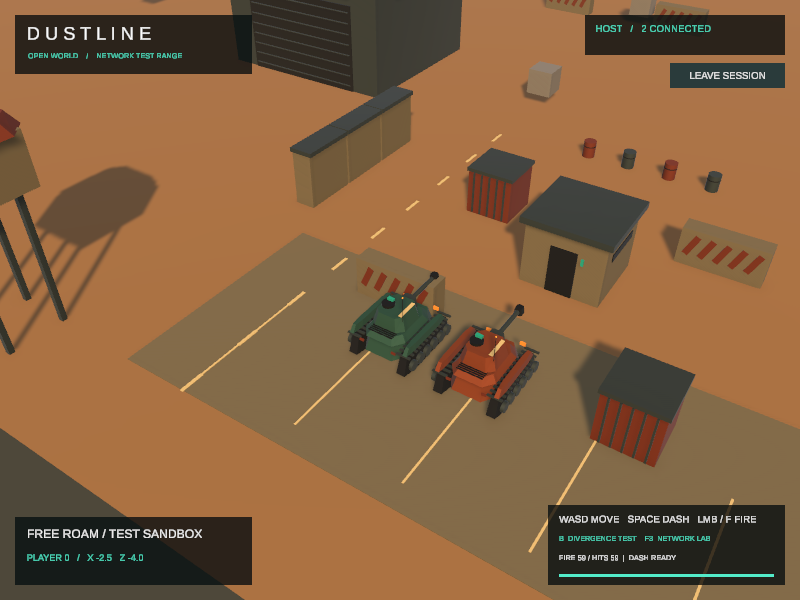 DUSTLINE
OPEN WORLD / NETWORK TEST RANGE
HOST / 2 CONNECTED
LEAVE SESSION
FREE ROAM / TEST SANDBOX
PLAYER 0 / X -2.5 Z -4.0
WASD MOVE SPACE DASH LMB / F FIRE
B DIVERGENCE TEST F3 NETWORK LAB
FIRE 59 / HITS 56 | DASH READY